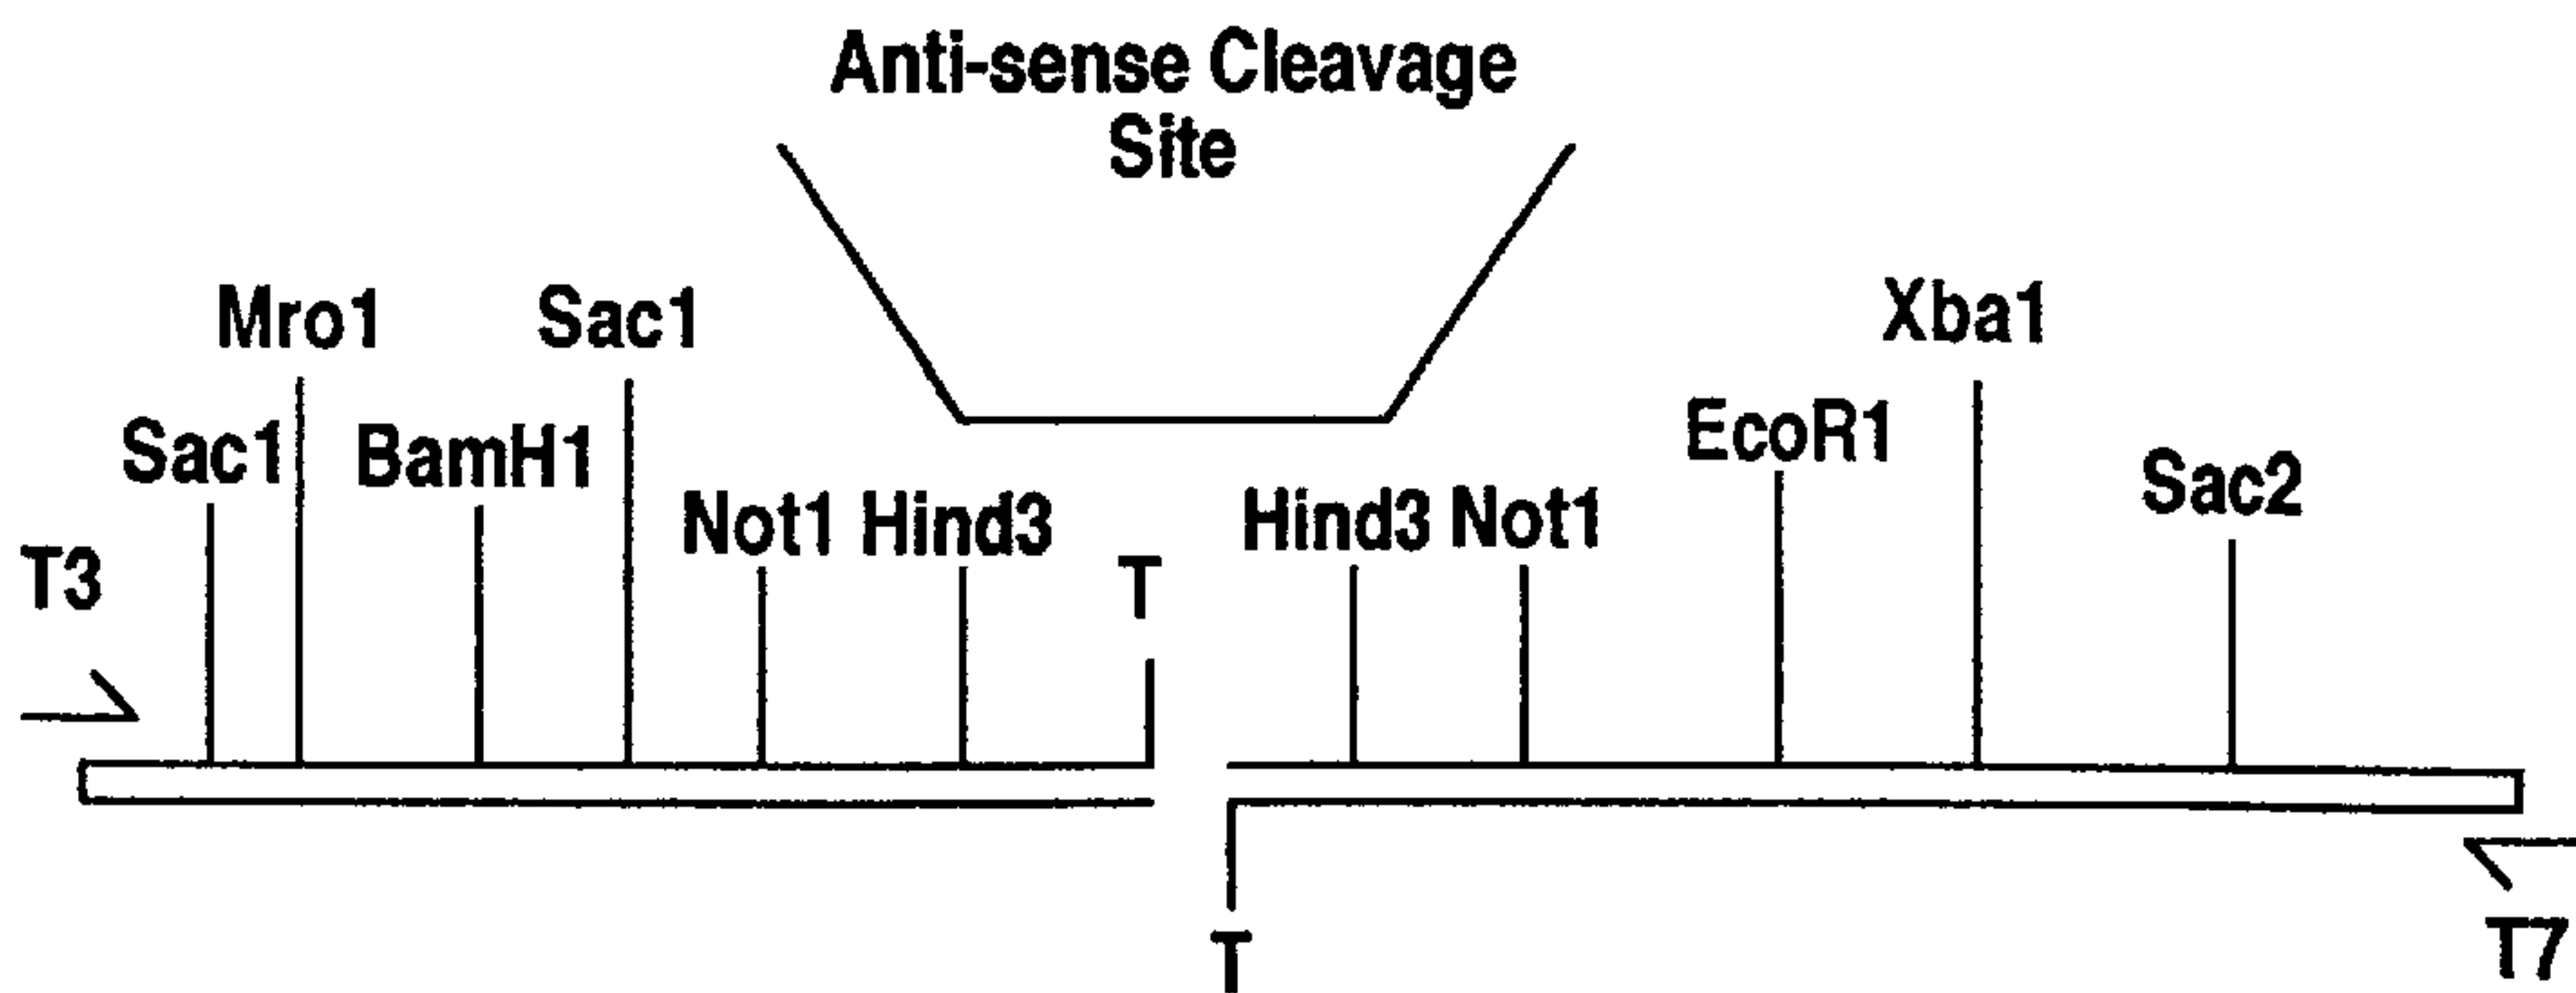 Anti-sense Cleavage
Site
Mro1
Sac1
Xba1
Sac1
BamH1
EcoR1
Sac2
Not1
Hind3
Hind3
Not1
T3
T
T
T7